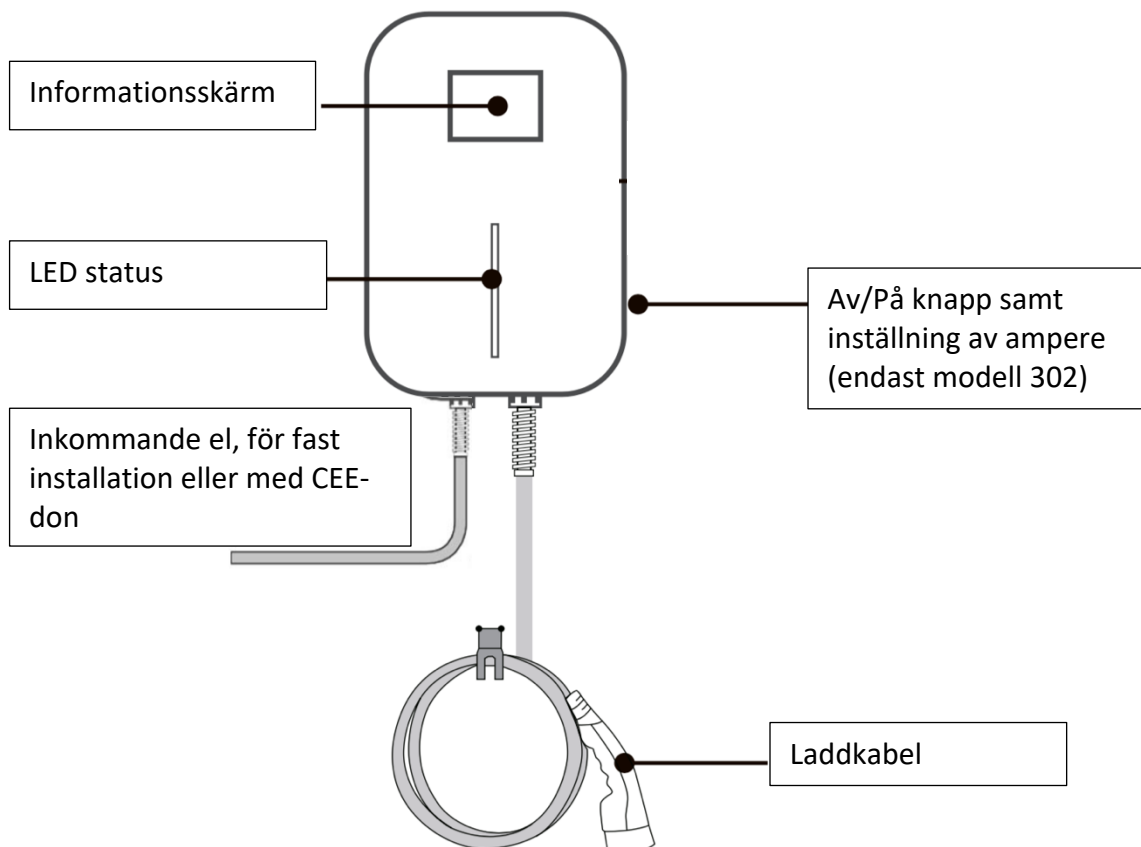 Informationsskärm
LED status
Av/På knapp samt
inställning av ampere
(endast modell 302)
Inkommande el, för fast
installation eller med CEE-
don
Laddkabel